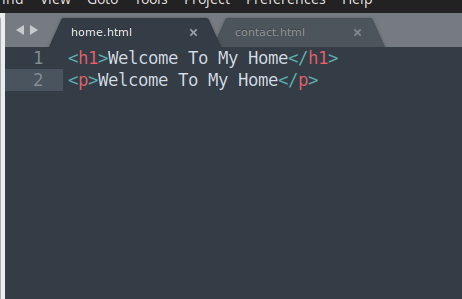 View Goto Tools Project Preferences Help
home.html × contact.html ×
1 <h1>Welcome To My Home</h1>
2 <p>Welcome To My Home</p>